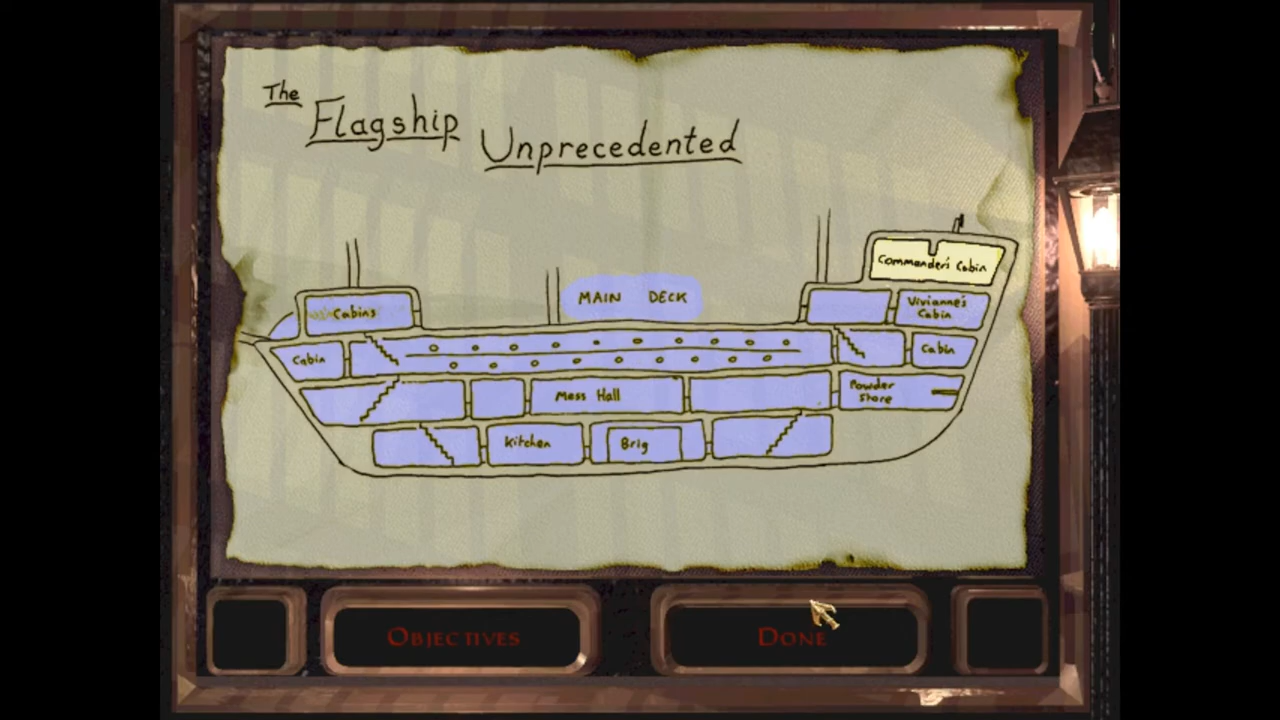 The
Flagship
Unprecedented
Commander's Cabin
MAIN DECK
Cabins
Vivianne's
Cabin
Cabin
Cabin
Mess Hall
Powder
Store
Kitchen
Brig
OBJECTIVES
DONE